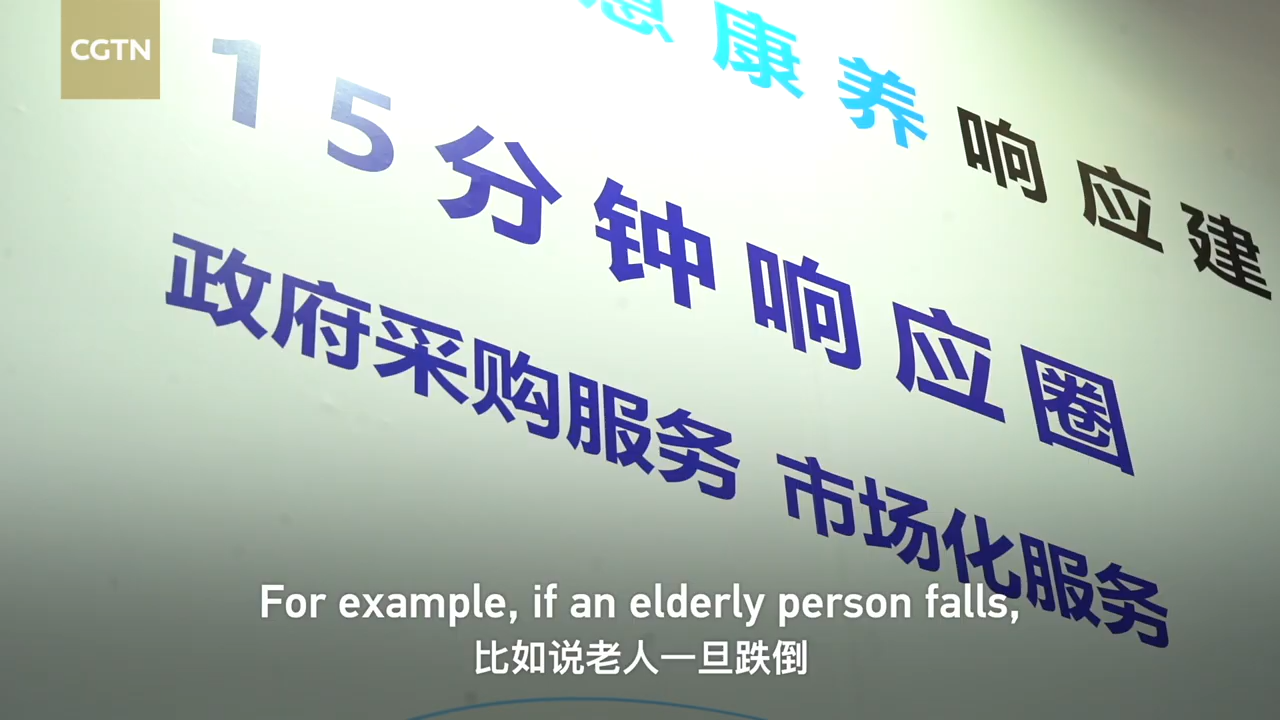 CGTN
康养响应建
15分钟响应圈
政府采购服务 市场化服务
For example, if an elderly person falls,
比如说老人一旦跌倒